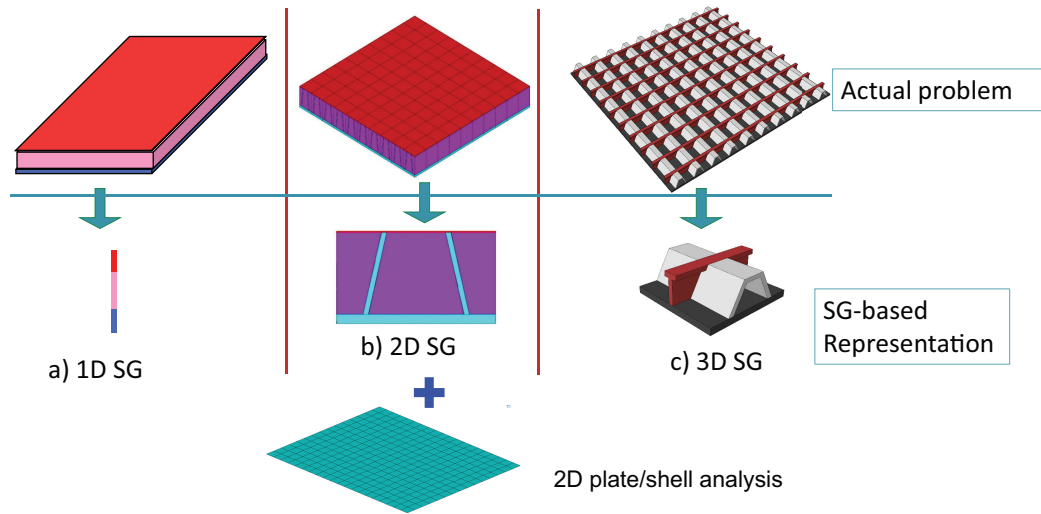 Actual problem
SG-based
Representation
a) 1D SG
b) 2D SG
c) 3D SG
2D plate/shell analysis